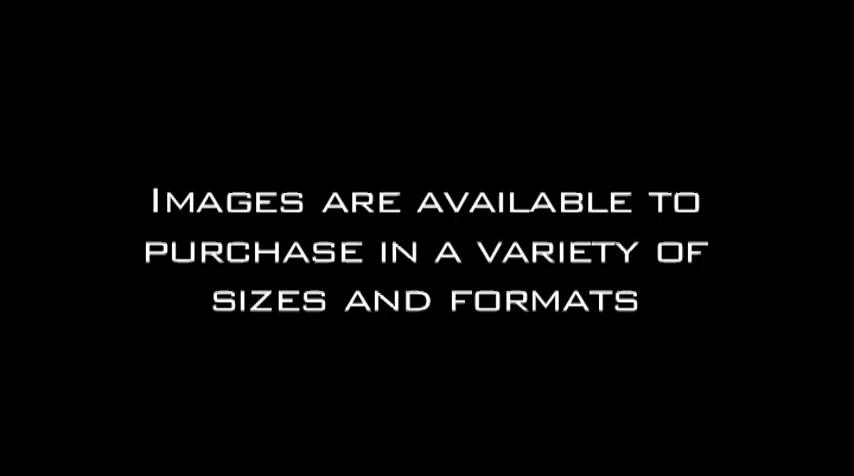 Images are available to
purchase in a variety of
sizes and formats